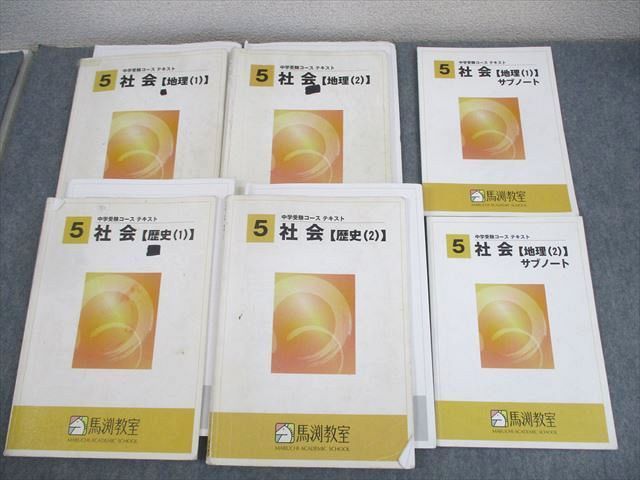 中学受験コース テキスト
5 社会【地理(1)】
中学受験コース テキスト
5 社会【地理(2)】
中学受験コース テキスト
5 社会【地理(1)】
サブノート
馬渕教室
MABUCHI ACADEMIC SCHOOL
中学受験コース テキスト
5 社会【歴史(1)】
馬渕教室
MABUCHI ACADEMIC SCHOOL
中学受験コース テキスト
5 社会【歴史(2)】
馬渕教室
MABUCHI ACADEMIC SCHOOL
中学受験コース テキスト
5 社会【地理(2)】
サブノート
馬渕教室
MABUCHI ACADEMIC SCHOOL